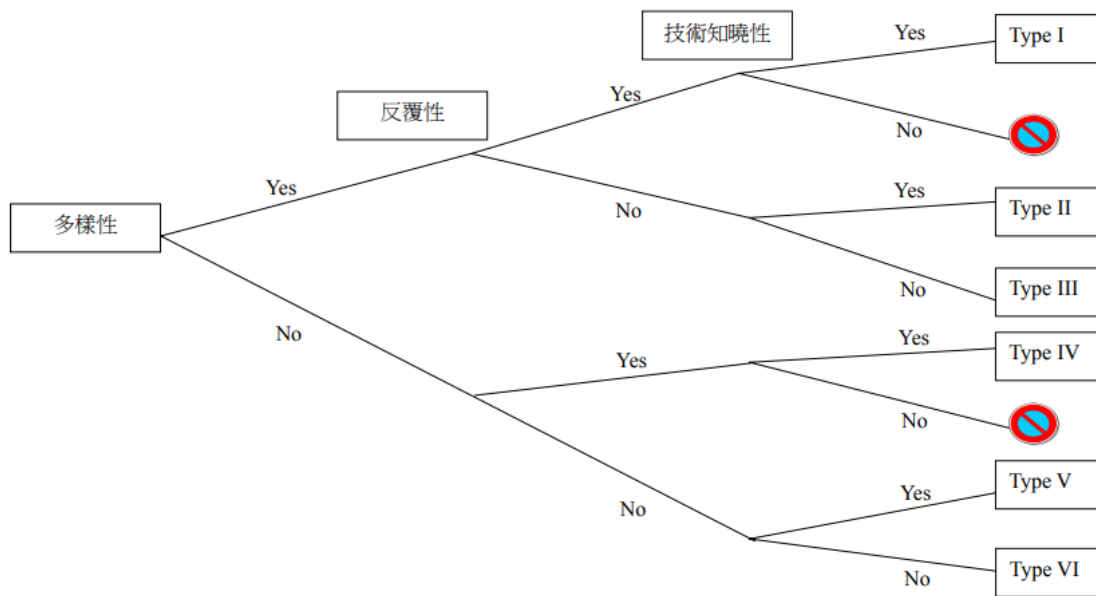 技術知曉性
Yes
Type I
Yes
反覆性
No
Yes
Yes
Type II
No
多樣性
Type III
No
No
Yes
Type IV
Yes
No
Type V
Yes
No
Type VI
No